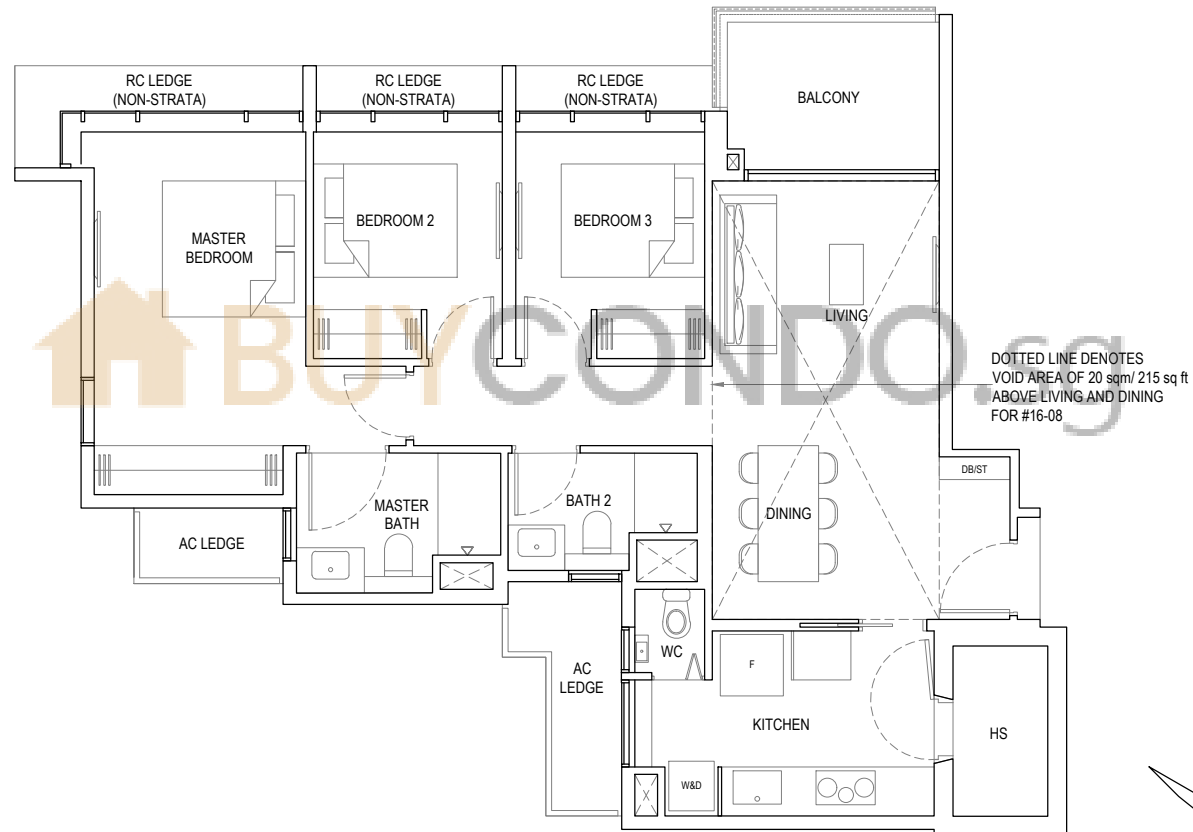 RC LEDGE
(NON-STRATA)
RC LEDGE
(NON-STRATA)
RC LEDGE
(NON-STRATA)
BALCONY
MASTER
BEDROOM
BEDROOM 2
BEDROOM 3
LIVING
BUYCONDO.sg
DOTTED LINE DENOTES
VOID AREA OF 20 sqm/ 215 sq ft
ABOVE LIVING AND DINING
FOR #16-08
DB/ST
MASTER
BATH
BATH 2
DINING
AC LEDGE
WC
F
AC
LEDGE
KITCHEN
HS
W&D